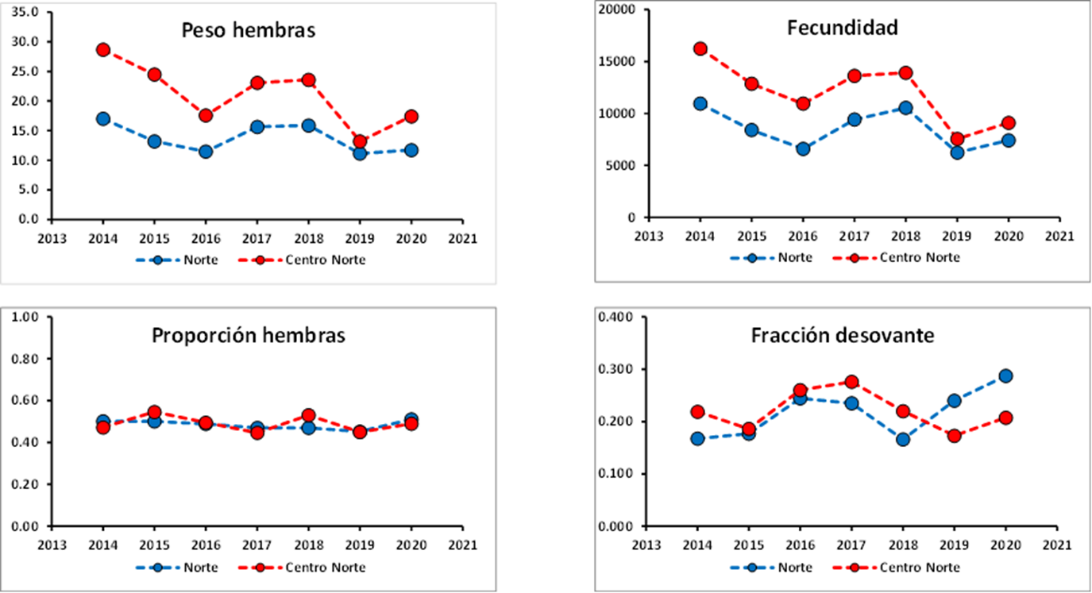 Peso hembras
35.0
30.0
25.0
20.0
15.0
10.0
5.0
0.0
2013 2014 2015 2016 2017 2018 2019 2020 2021
Norte Centro Norte
Fecundidad
20000
15000
10000
5000
0
2013 2014 2015 2016 2017 2018 2019 2020 2021
Norte Centro Norte
Proporción hembras
1.00
0.80
0.60
0.40
0.20
0.00
2013 2014 2015 2016 2017 2018 2019 2020 2021
Norte Centro Norte
Fracción desovante
0.400
0.300
0.200
0.100
0.000
2013 2014 2015 2016 2017 2018 2019 2020 2021
Norte Centro Norte